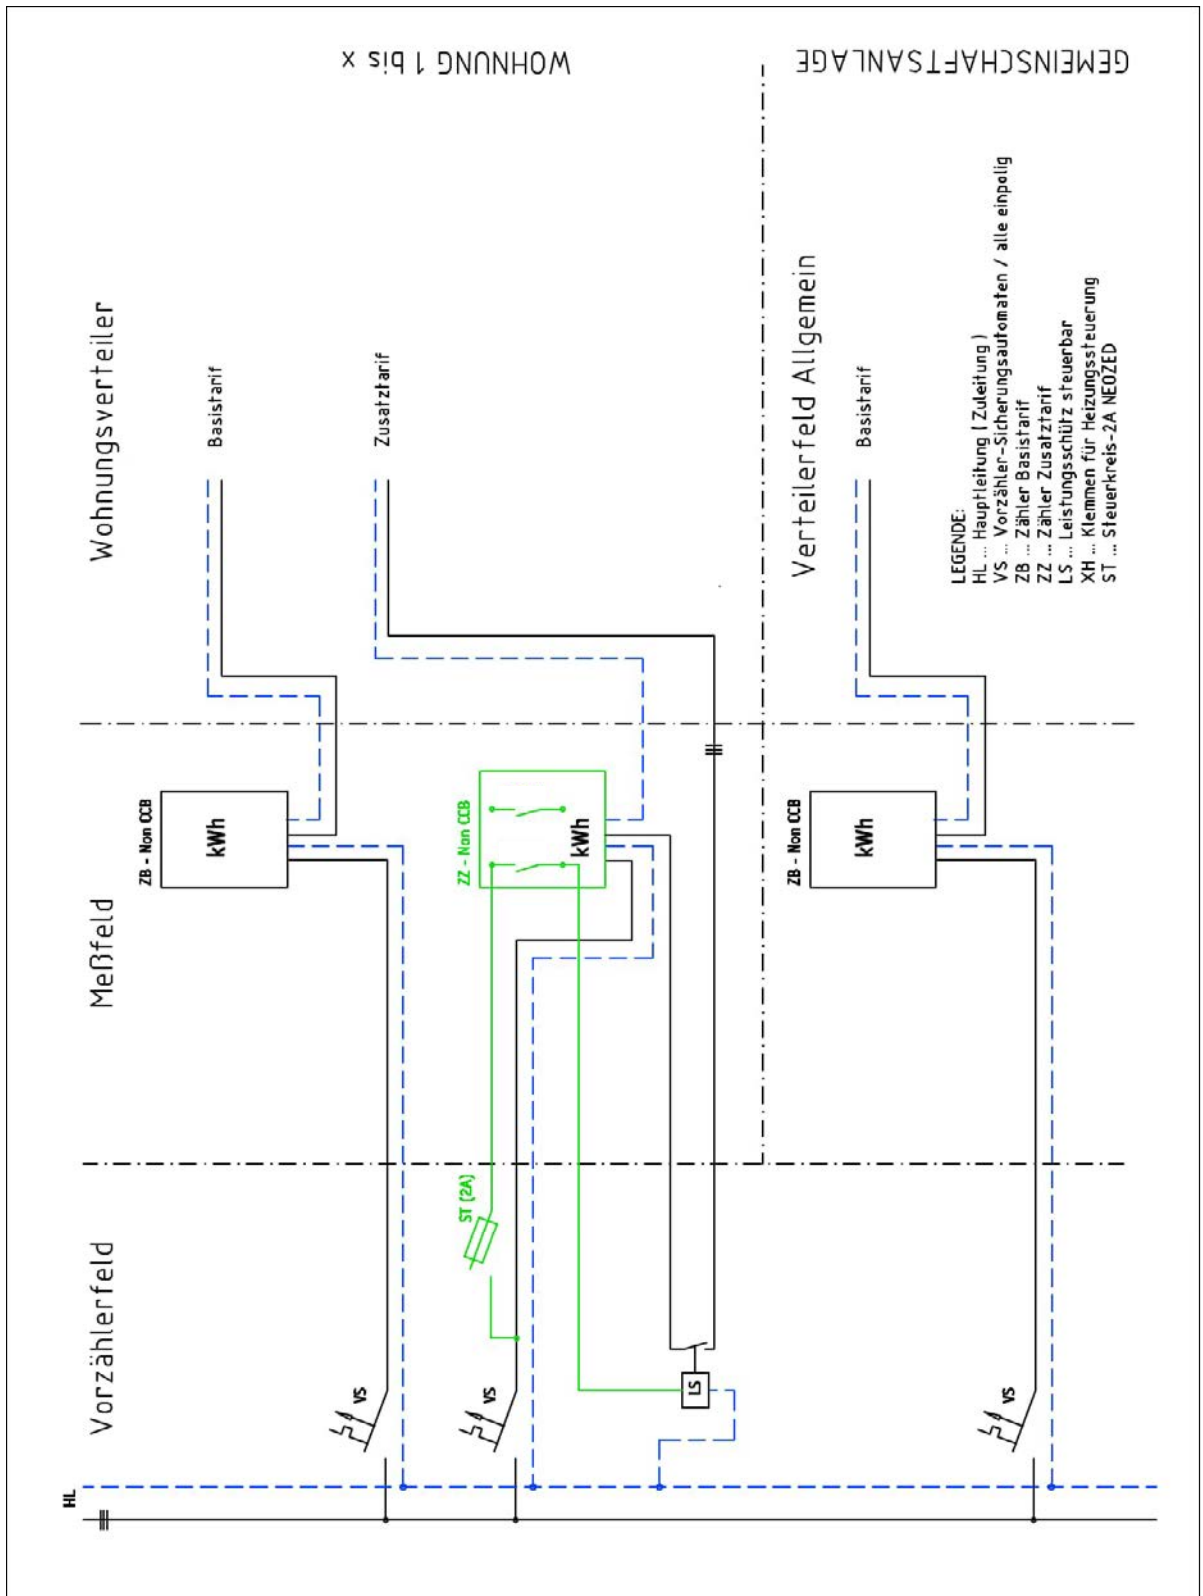 WOHNUNG 1 bis x
GEMEINSCHAFTSANLAGE
Wohnungsverteiler
Basistarif
Zusatztarif
Verteilerfeld Allgemein
Basistarif
LEGENDE:
HL ... Hauptleitung ( Zuleitung )
VS ... Vorzähler-Sicherungsautomaten / alle einpolig
ZB ... Zähler Basistarif
ZZ ... Zähler Zusatztarif
LS ... Leistungsschütz steuerbar
XH ... Klemmen für Heizungssteuerung
ST ... Steuerkreis-2A NEOZED
Meßfeld
ZB - Non CCB
kWh
ZZ - Non CCB
kWh
ZB - Non CCB
kWh
Vorzählerfeld
ST (2A)
VS
VS
LS
VS
HL